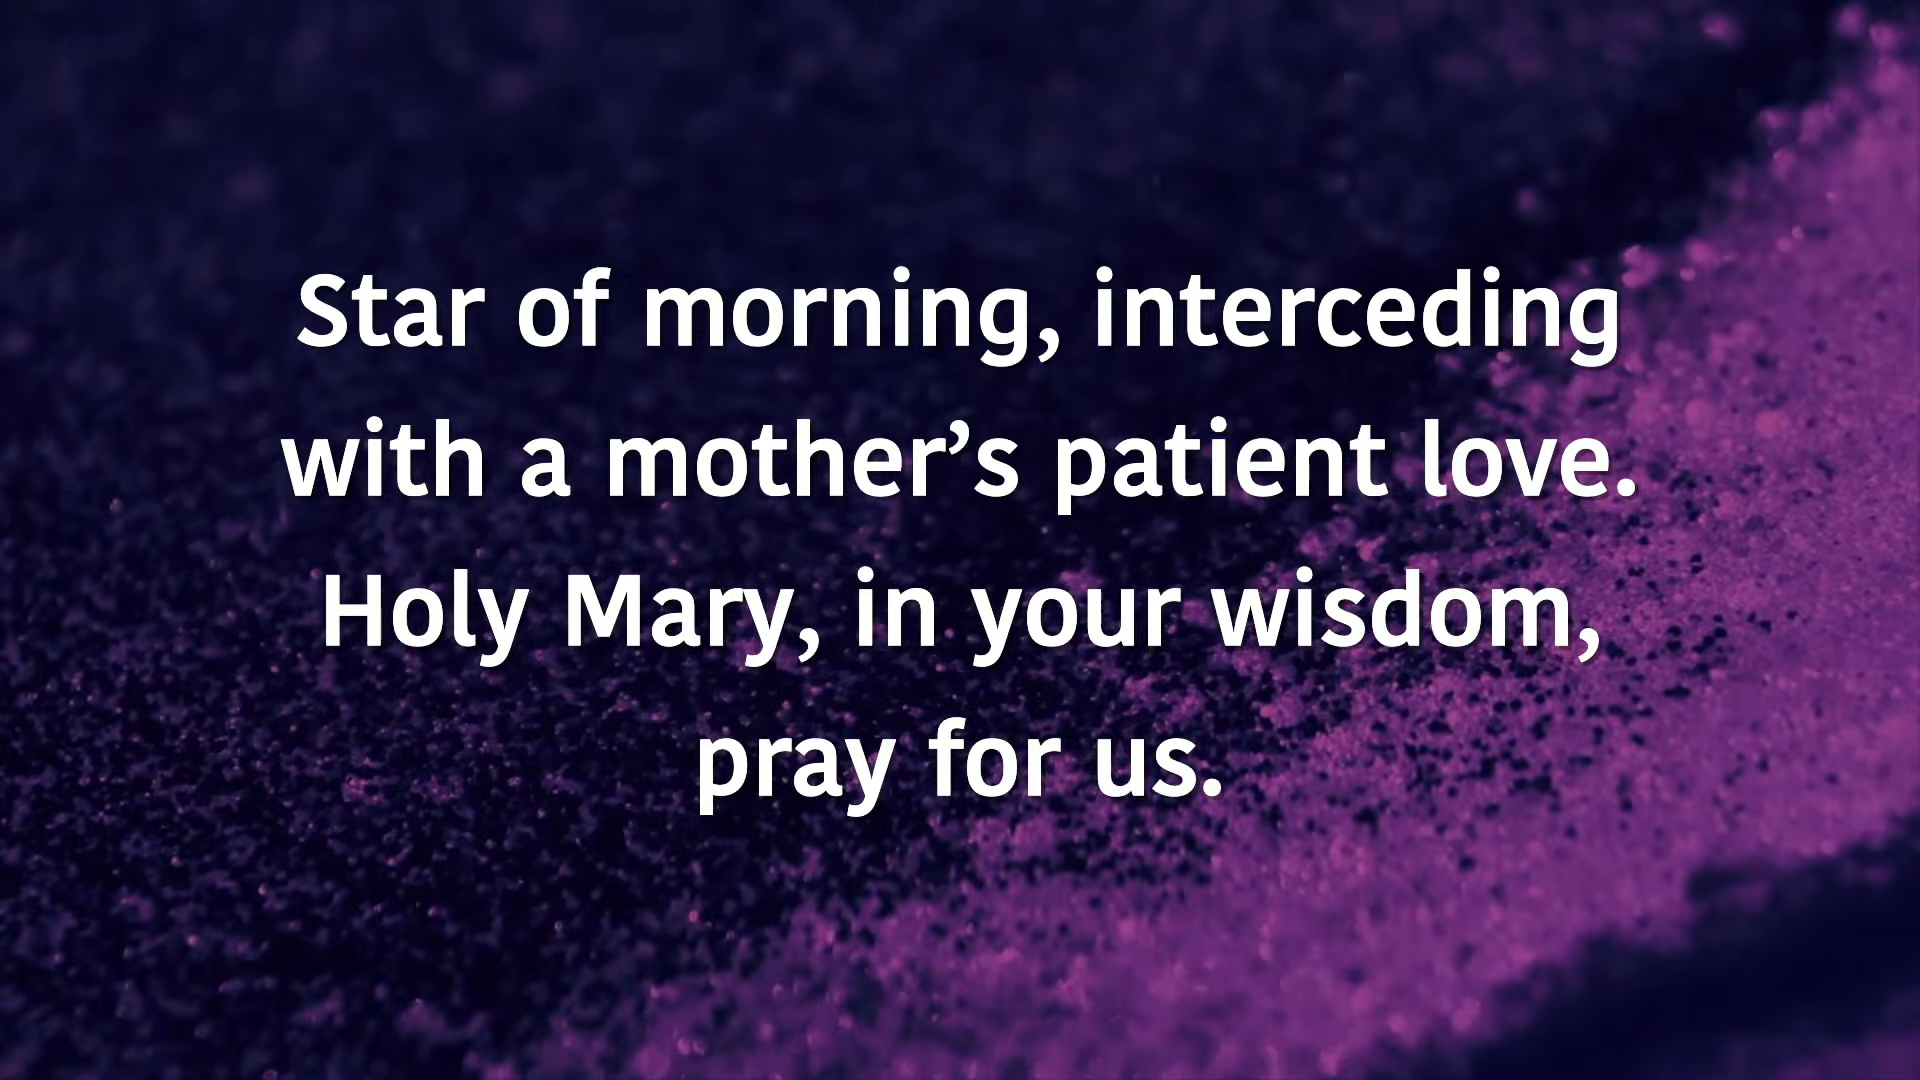 Star of morning, interceding
with a mother’s patient love.
Holy Mary, in your wisdom,
pray for us.